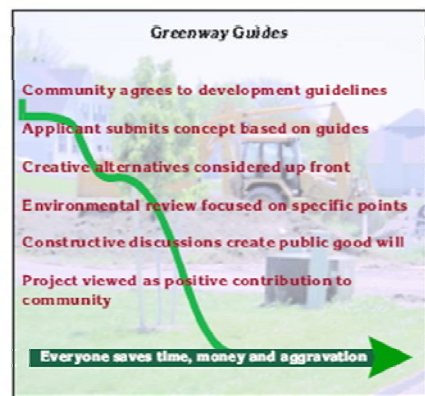 Greenway Guides
Community agrees to development guidelines
Applicant submits concept based on guides
Creative alternatives considered up front
Environmental review focused on specific points
Constructive discussions create public good will
Project viewed as positive contribution to
community
Everyone saves time, money and aggravation